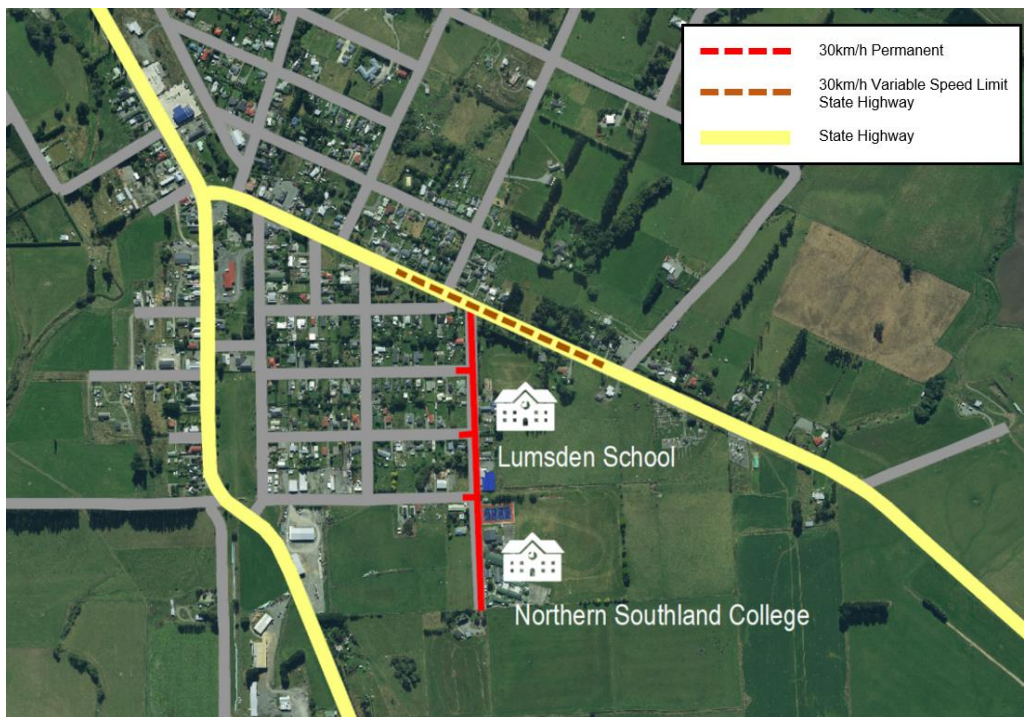 30km/h Permanent
30km/h Variable Speed Limit
State Highway
State Highway
Lumsden School
Northern Southland College